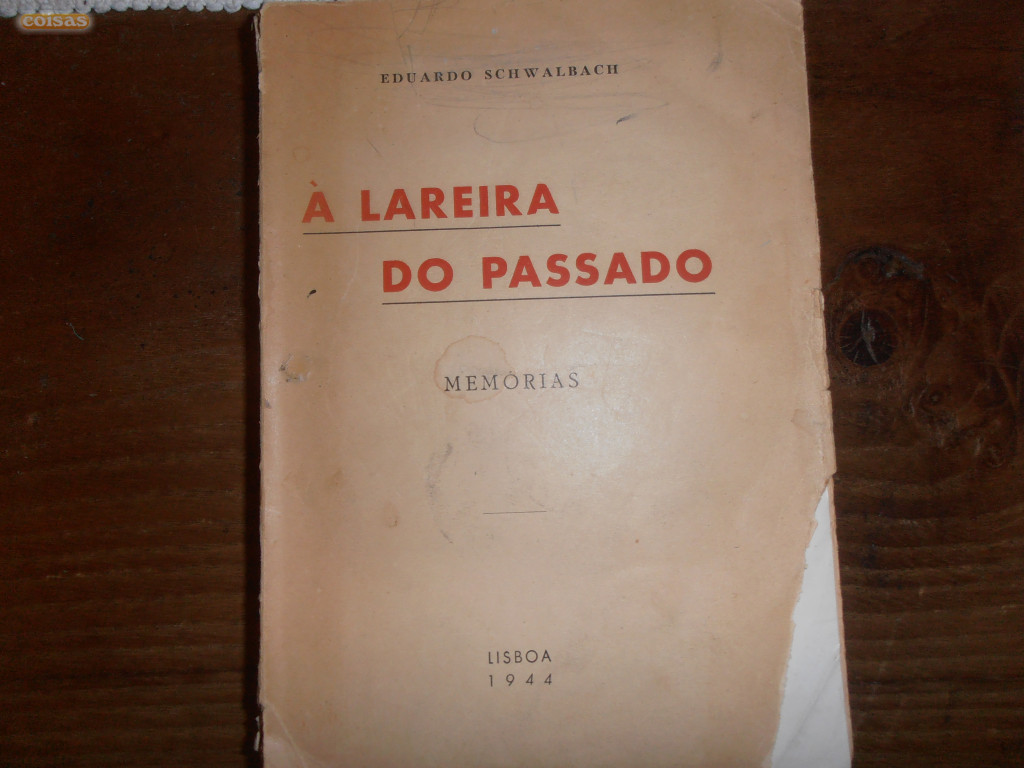 coisas
EDUARDO SCHWALBACH
À LAREIRA
DO PASSADO
MEMÓRIAS
LISBOA
1944